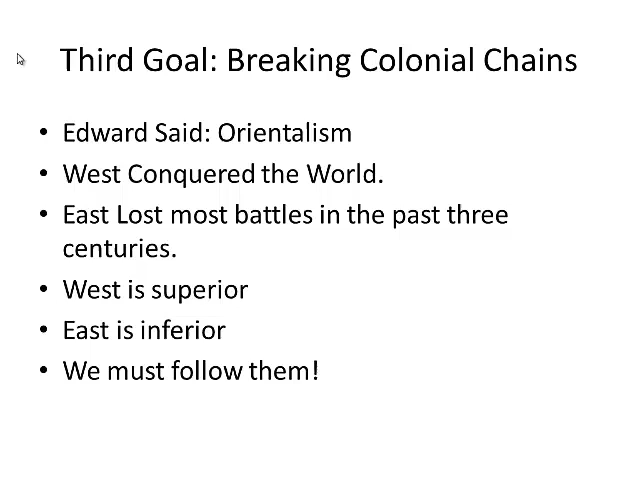 Third Goal: Breaking Colonial Chains
• Edward Said: Orientalism
• West Conquered the World.
• East Lost most battles in the past three
centuries.
• West is superior
• East is inferior
• We must follow them!